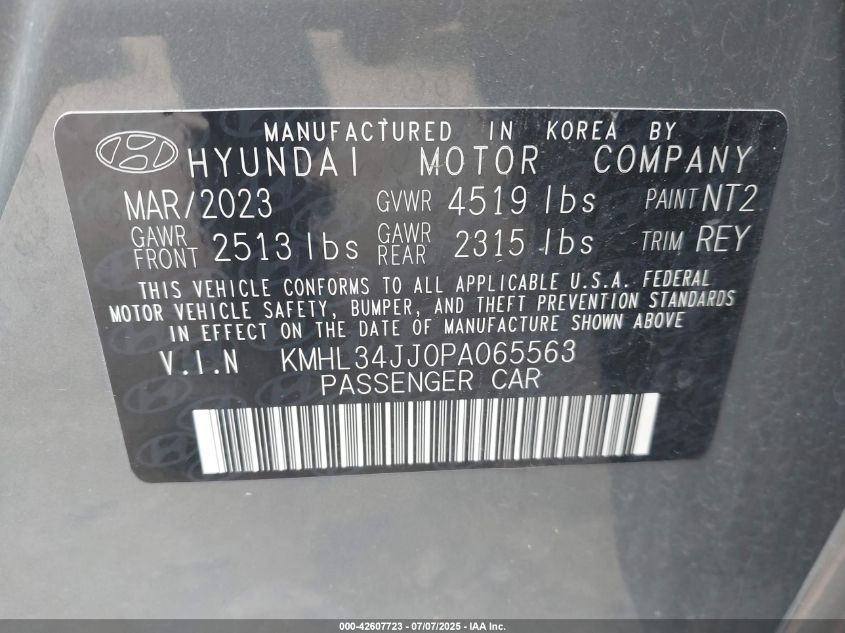 MANUFACTURED IN KOREA BY
HYUNDAI MOTOR COMPANY
MAR/2023 GVWR 4519 lbs PAINT NT2
GAWR FRONT 2513 lbs GAWR REAR 2315 lbs TRIM REY
THIS VEHICLE CONFORMS TO ALL APPLICABLE U.S.A. FEDERAL
MOTOR VEHICLE SAFETY, BUMPER, AND THEFT PREVENTION STANDARDS
IN EFFECT ON THE DATE OF MANUFACTURE SHOWN ABOVE
V.I.N KMHL34JJ0PA065563
PASSENGER CAR
000-42607723 - 07/07/2025 - IAA Inc.